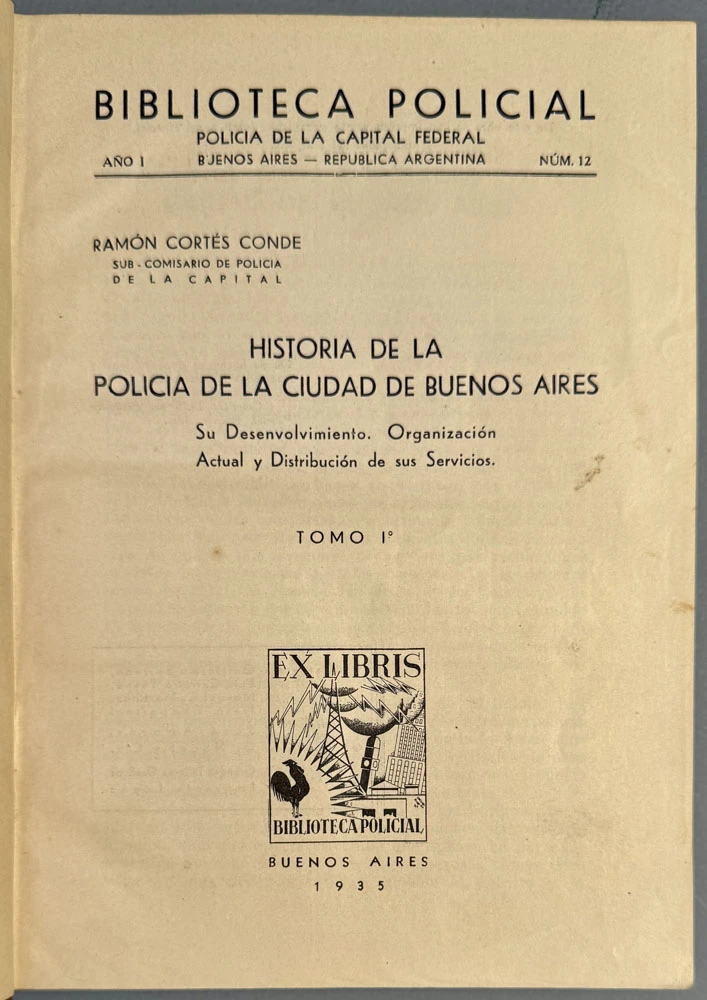 BIBLIOTECA POLICIAL
POLICIA DE LA CAPITAL FEDERAL
AÑO I BUENOS AIRES — REPUBLICA ARGENTINA NÚM. 12
RAMÓN CORTÉS CONDE
SUB-COMISARIO DE POLICIA
DE LA CAPITAL
HISTORIA DE LA
POLICIA DE LA CIUDAD DE BUENOS AIRES
Su Desenvolvimiento. Organización
Actual y Distribución de sus Servicios.
TOMO I°
EX LIBRIS
BIBLIOTECA POLICIAL
BUENOS AIRES
1935